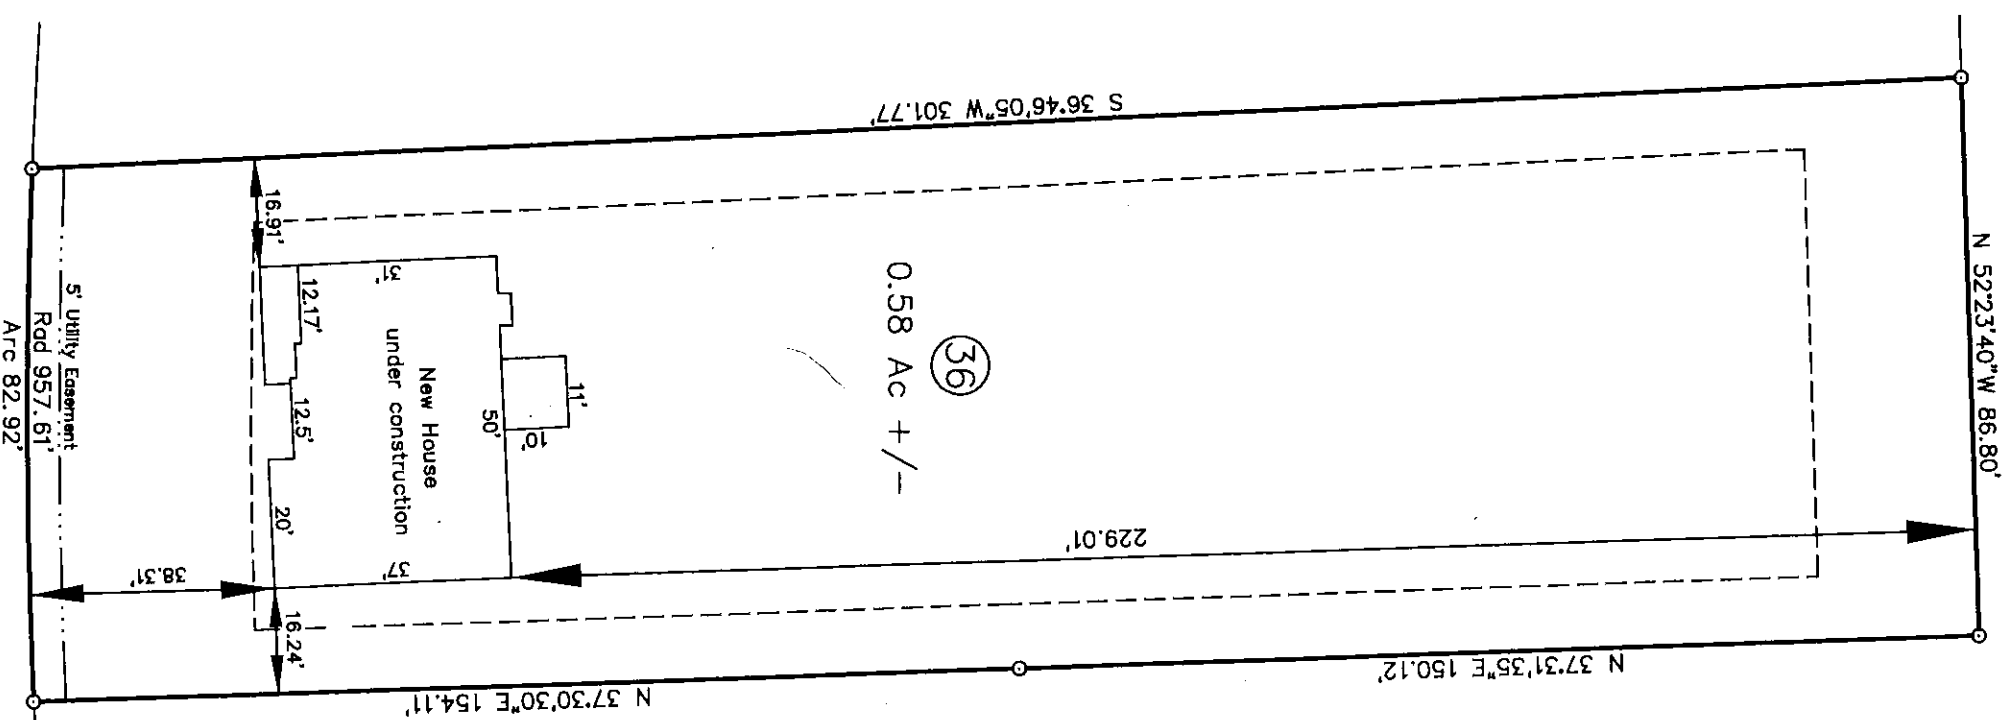 S 36°46'05"W 301.77'
N 52°23'40"W 86.80'
16.91'
31'
12.17'
5' Utility Easement
Rad 957.61'
Arc 82.92'
New House
under construction
12.5'
50'
11'
10'
36
0.58 Ac +/-
20'
37'
38.31'
16.24'
229.01'
N 37°30'30"E 154.11'
N 37°31'35"E 150.12'